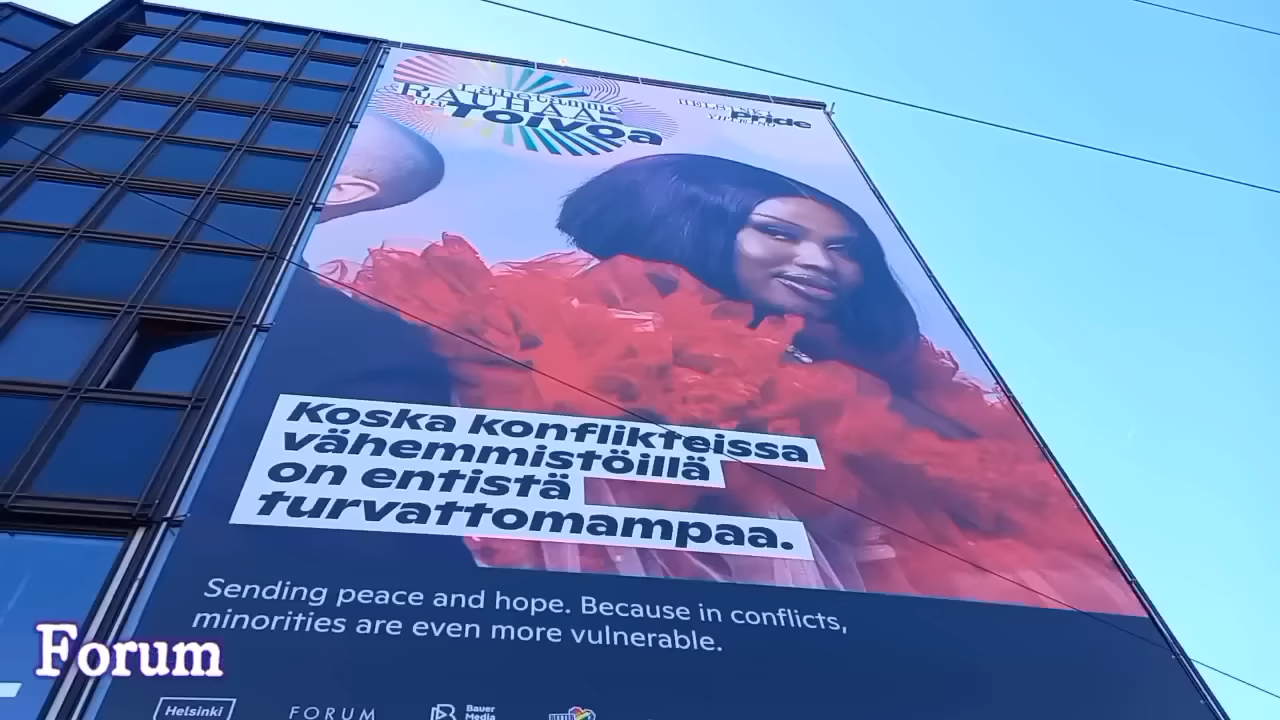 Lähetämme
RAUHAA
ja Toivoa
HELSINKI
Pride
YHTEISÖ
Koska konflikteissa
vähemmistöillä
on entistä
turvattomampaa.
Sending peace and hope. Because in conflicts,
minorities are even more vulnerable.
Forum
Helsinki
FORUM
Bauer
Media